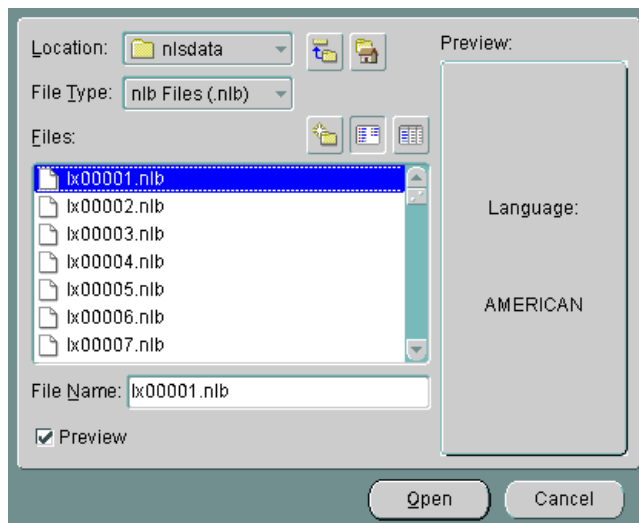 Location: nlsdata
Preview:
File Type: nlb Files (.nlb)
Files:
lx00001.nlb
lx00002.nlb
lx00003.nlb
lx00004.nlb
lx00005.nlb
lx00006.nlb
lx00007.nlb
Language:
AMERICAN
File Name: lx00001.nlb
Preview
Open Cancel